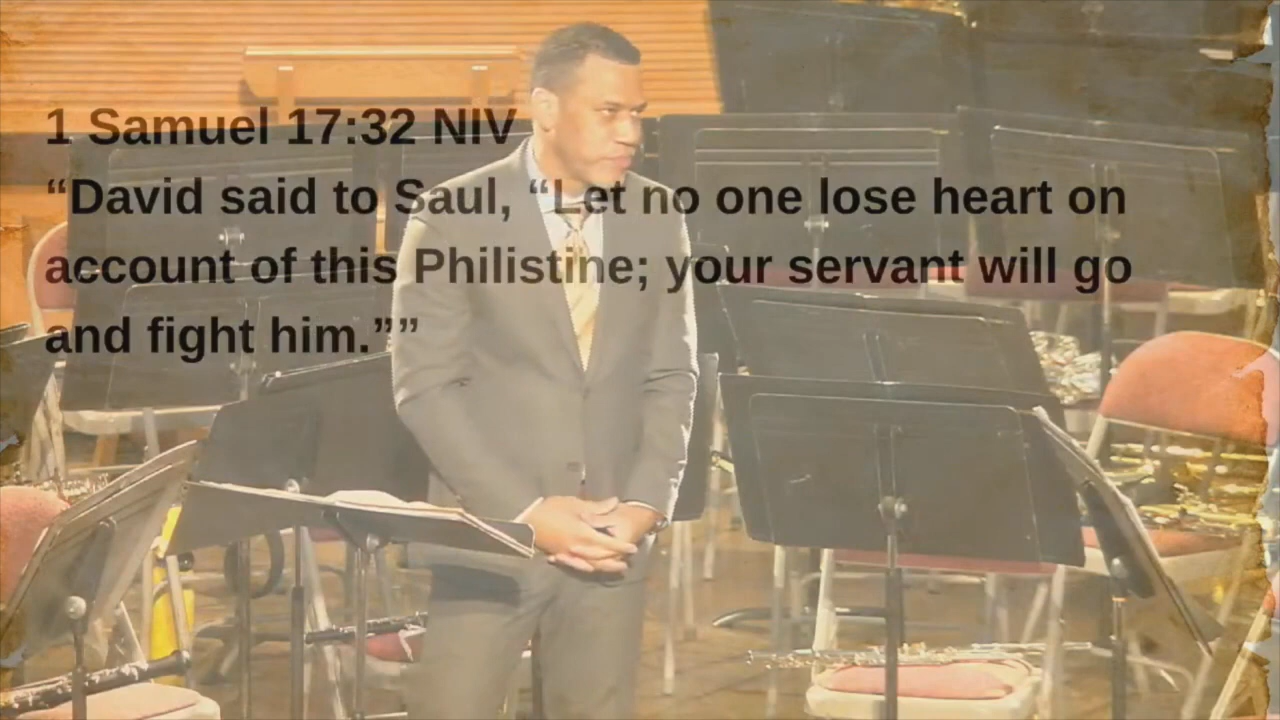 1 Samuel 17:32 NIV
“David said to Saul, “Let no one lose heart on
account of this Philistine; your servant will go
and fight him.””